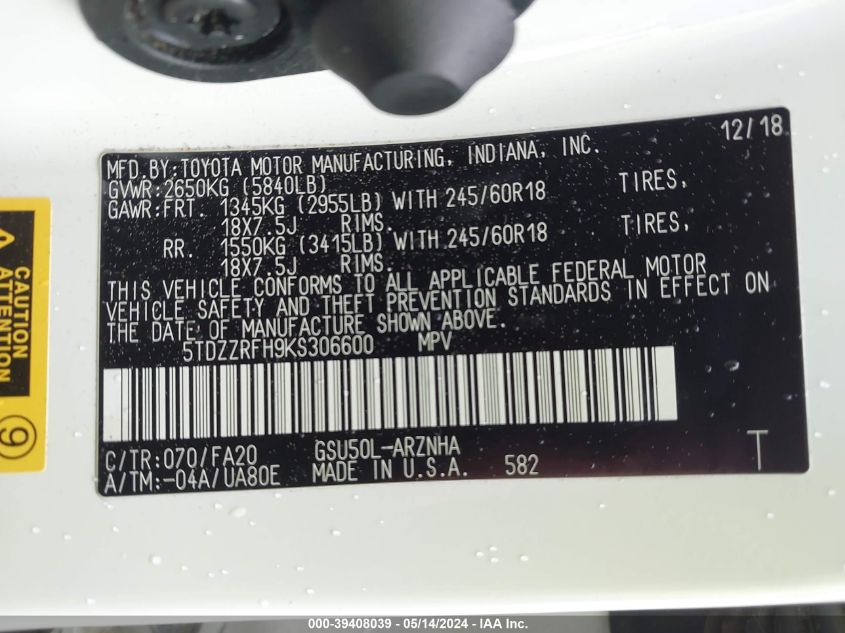 12/18
MFD.BY:TOYOTA MOTOR MANUFACTURING, INDIANA, INC.
GVWR:2650KG (5840LB)
GAWR:FRT. 1345KG (2955LB) WITH 245/60R18 TIRES,
18X7.5J RIMS.
RR. 1550KG (3415LB) WITH 245/60R18 TIRES,
18X7.5J RIMS.
THIS VEHICLE CONFORMS TO ALL APPLICABLE FEDERAL MOTOR
VEHICLE SAFETY AND THEFT PREVENTION STANDARDS IN EFFECT ON
THE DATE OF MANUFACTURE SHOWN ABOVE.
5TDZZRFH9KS306600 MPV
C/TR:070/FA20 GSU50L-ARZNHA
A/TM:-04A/UA80E MADE IN U.S.A. 582 T
CAUTION
ATTENTION
9
000-39408039 - 05/14/2024 - IAA Inc.